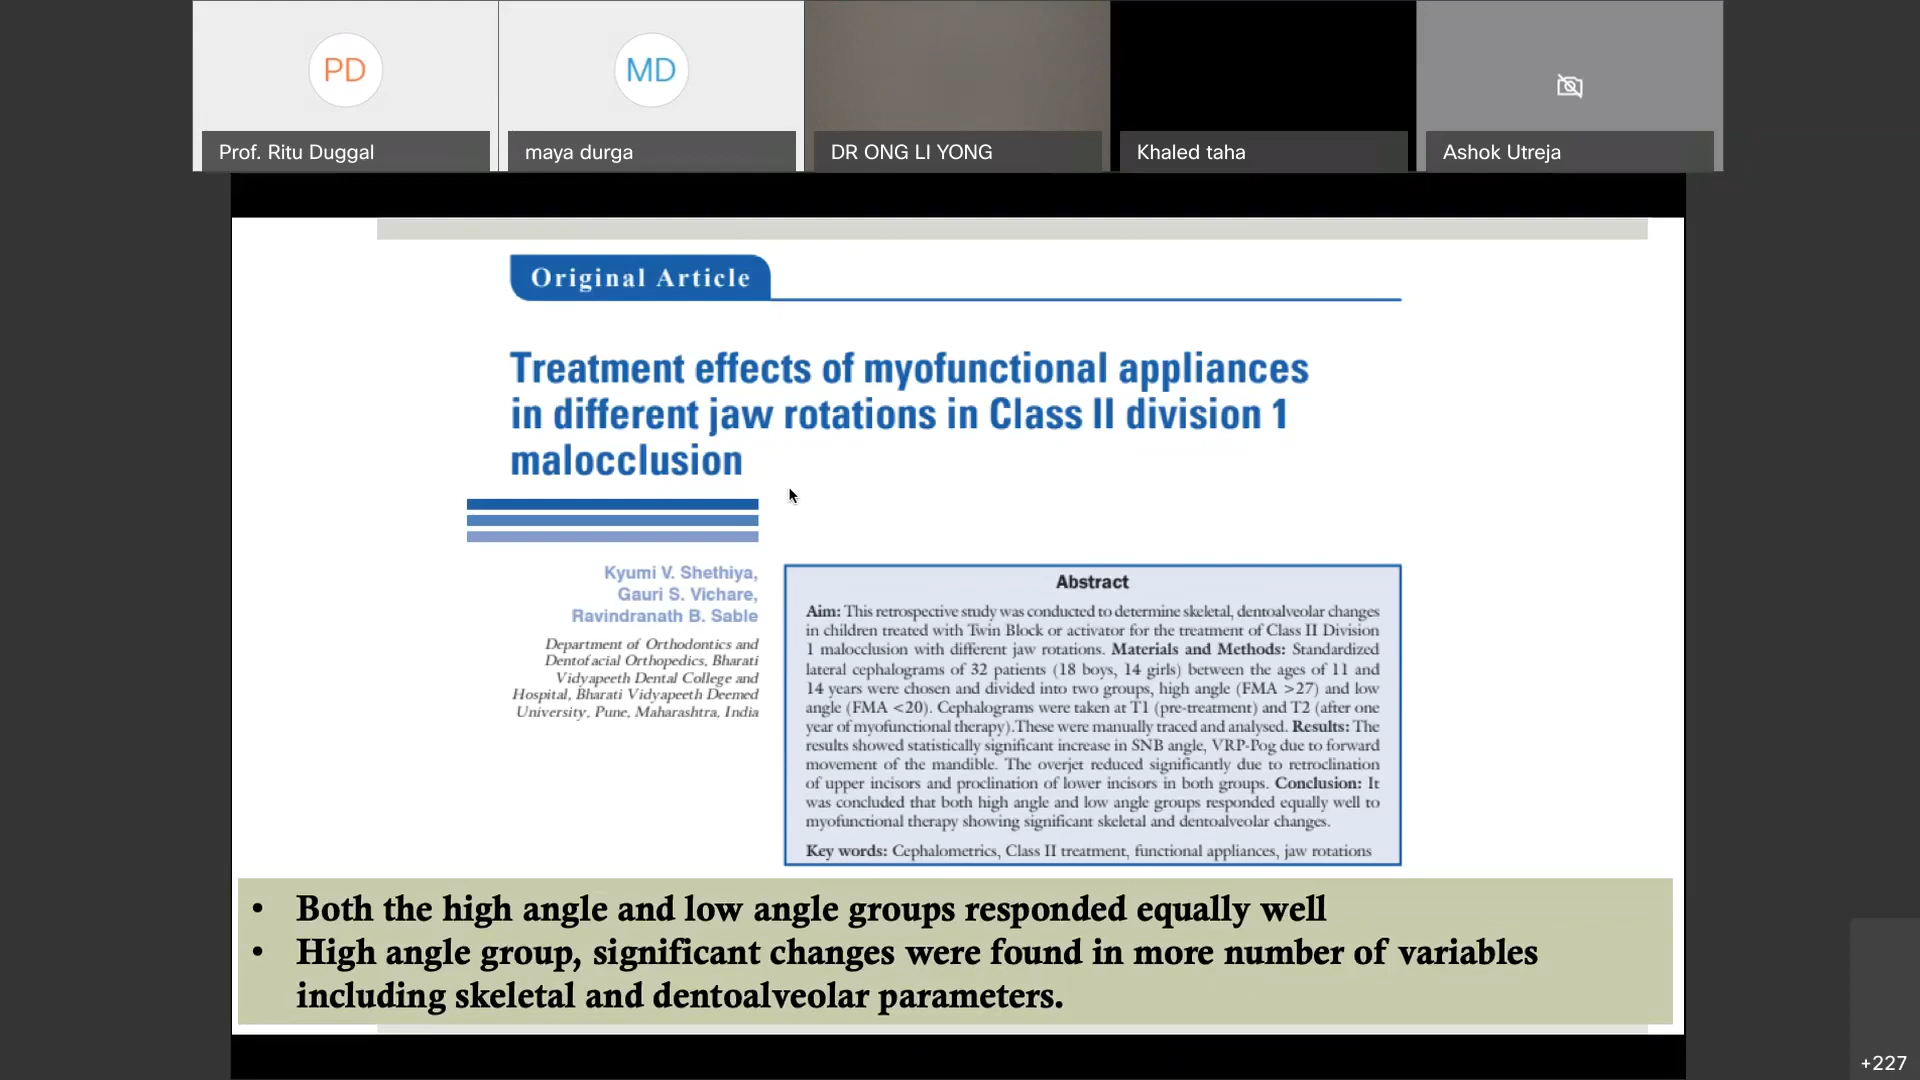 PD
MD
Prof. Ritu Duggal
maya durga
DR ONG LI YONG
Khaled taha
Ashok Utreja
Original Article
Treatment effects of myofunctional appliances
in different jaw rotations in Class II division 1
malocclusion
Kyumi V. Shethiya,
Gauri S. Vichare,
Ravindranath B. Sable
Department of Orthodontics and
Dentofacial Orthopedics, Bharati
Vidyapeeth Dental College and
Hospital, Bharati Vidyapeeth Deemed
University, Pune, Maharashtra, India
Abstract
Aim: This retrospective study was conducted to determine skeletal, dentoalveolar changes
in children treated with Twin Block or activator for the treatment of Class II Division
1 malocclusion with different jaw rotations. Materials and Methods: Standardized
lateral cephalograms of 32 patients (18 boys, 14 girls) between the ages of 11 and
14 years were chosen and divided into two groups, high angle (FMA >27) and low
angle (FMA <20). Cephalograms were taken at T1 (pre-treatment) and T2 (after one
year of myofunctional therapy).These were manually traced and analysed. Results: The
results showed statistically significant increase in SNB angle, VRP-Pog due to forward
movement of the mandible. The overjet reduced significantly due to retroclination
of upper incisors and proclination of lower incisors in both groups. Conclusion: It
was concluded that both high angle and low angle groups responded equally well to
myofunctional therapy showing significant skeletal and dentoalveolar changes.
Key words: Cephalometrics, Class II treatment, functional appliances, jaw rotations
• Both the high angle and low angle groups responded equally well
• High angle group, significant changes were found in more number of variables
including skeletal and dentoalveolar parameters.
+227